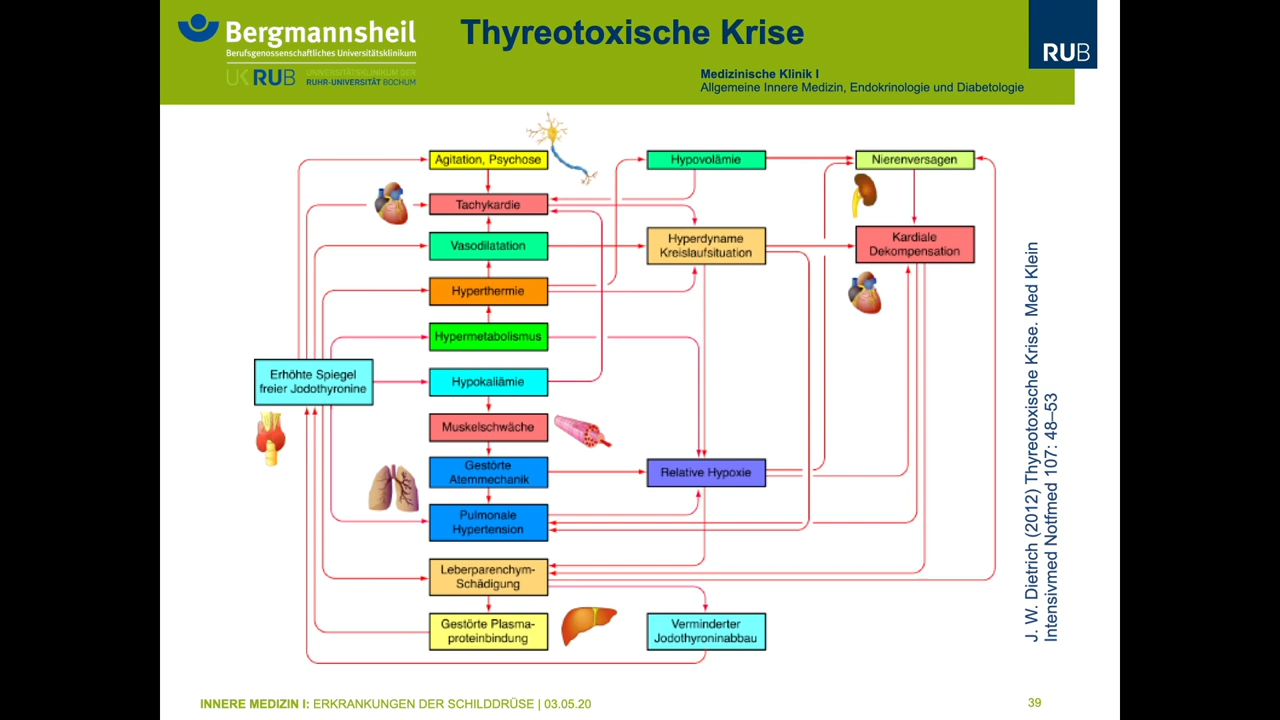 Bergmannsheil
Berufsgenossenschaftliches Universitätsklinikum
UK RUB
UNIVERSITÄTSKLINIKUM DER
RUHR-UNIVERSITÄT BOCHUM
Thyreotoxische Krise
RUB
Medizinische Klinik I
Allgemeine Innere Medizin, Endokrinologie und Diabetologie
Agitation, Psychose
Hypovolämie
Nierenversagen
Tachykardie
Vasodilatation
Hyperdyname
Kreislaufsituation
Kardiale
Dekompensation
Hyperthermie
Hypermetabolismus
Erhöhte Spiegel
freier Jodothyronine
Hypokaliämie
Muskelschwäche
Gestörte
Atemmechanik
Relative Hypoxie
Pulmonale
Hypertension
Leberparenchym-
Schädigung
Gestörte Plasma-
proteinbindung
Verminderter
Jodothyroninabbau
J. W. Dietrich (2012) Thyreotoxische Krise. Med Klein
Intensivmed Notfmed 107: 48–53
INNERE MEDIZIN I: ERKRANKUNGEN DER SCHILDDRÜSE | 03.05.20
39